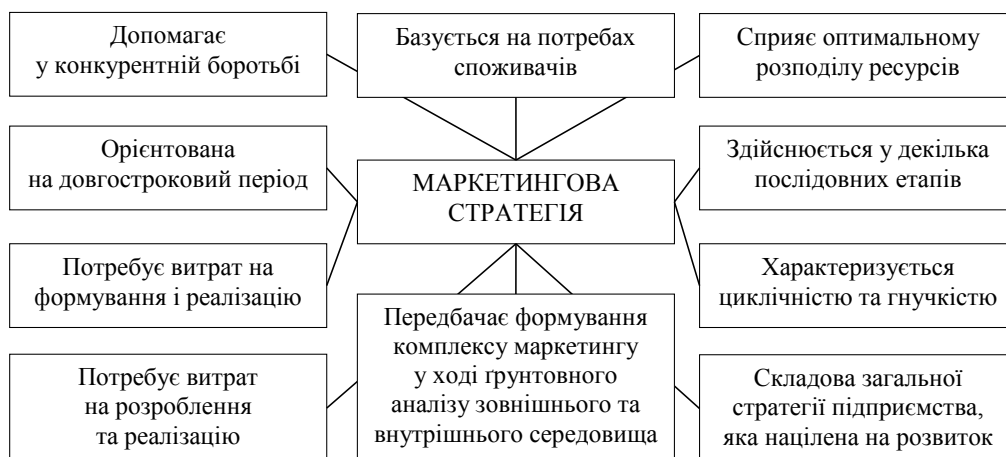 Допомагає
у конкурентній боротьбі
Базується на потребах
споживачів
Сприяє оптимальному
розподілу ресурсів
Орієнтована
на довгостроковий період
МАРКЕТИНГОВА
СТРАТЕГІЯ
Здійснюється у декілька
послідовних етапів
Потребує витрат на
формування і реалізацію
Характеризується
циклічністю та гнучкістю
Передбачає формування
комплексу маркетингу
у ході ґрунтовного
аналізу зовнішнього та
внутрішнього середовища
Потребує витрат
на розроблення
та реалізацію
Складова загальної
стратегії підприємства,
яка націлена на розвиток